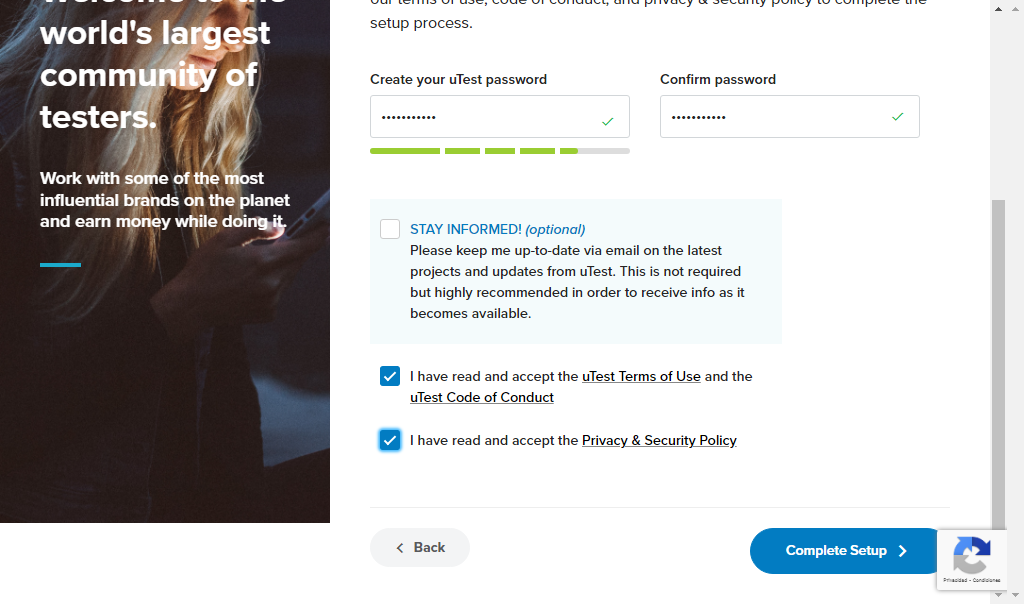 Welcome to the
world's largest
community of
testers.
Work with some of the most
influential brands on the planet
and earn money while doing it.
our terms of use, code of conduct, and privacy & security policy to complete the
setup process.
Create your uTest password
Confirm password
•••••••••••
•••••••••••
STAY INFORMED! (optional)
Please keep me up-to-date via email on the latest
projects and updates from uTest. This is not required
but highly recommended in order to receive info as it
becomes available.
I have read and accept the uTest Terms of Use and the
uTest Code of Conduct
I have read and accept the Privacy & Security Policy
Back
Complete Setup
Privacidad - Condiciones